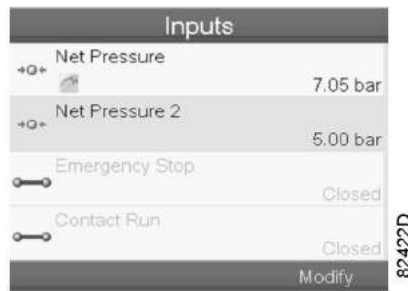 Inputs
Net Pressure
7.05 bar
Net Pressure 2
5.00 bar
Emergency Stop
Closed
Contact Run
Closed
Modify
82422D